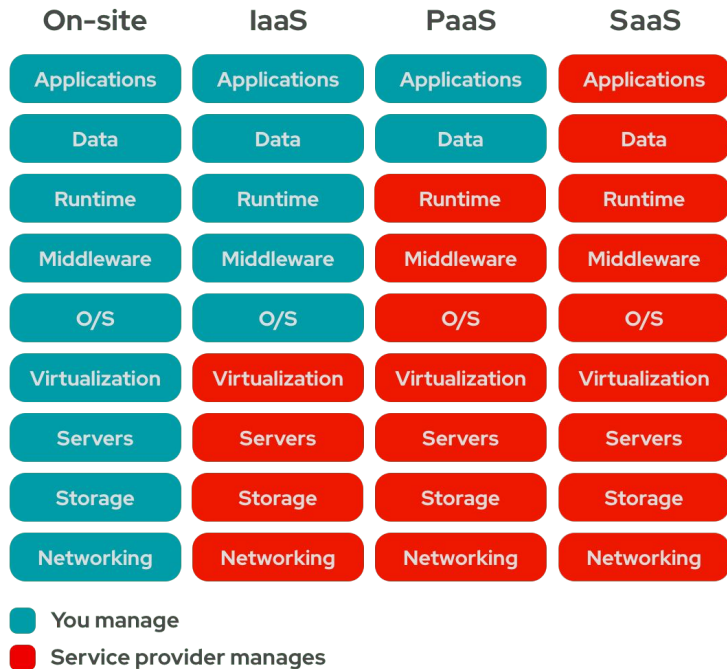 On-site IaaS PaaS SaaS
Applications Applications Applications Applications
Data Data Data Data
Runtime Runtime Runtime Runtime
Middleware Middleware Middleware Middleware
O/S O/S O/S O/S
Virtualization Virtualization Virtualization Virtualization
Servers Servers Servers Servers
Storage Storage Storage Storage
Networking Networking Networking Networking
You manage
Service provider manages